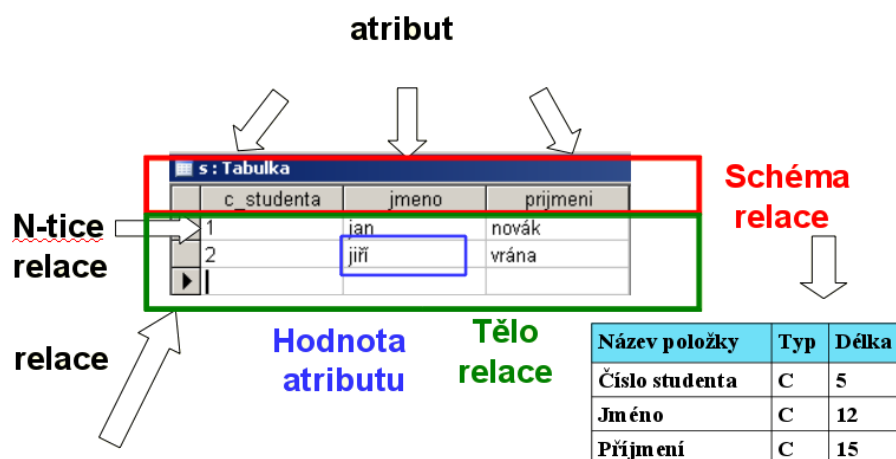 atribut
s : Tabulka
c_studenta jmeno prijmeni
Schéma
relace
N-tice
relace
1 jan novák
2 jiří vrána
relace
Hodnota
atributu
Tělo
relace
Název položky Typ Délka
Číslo studenta C 5
Jméno C 12
Příjmení C 15